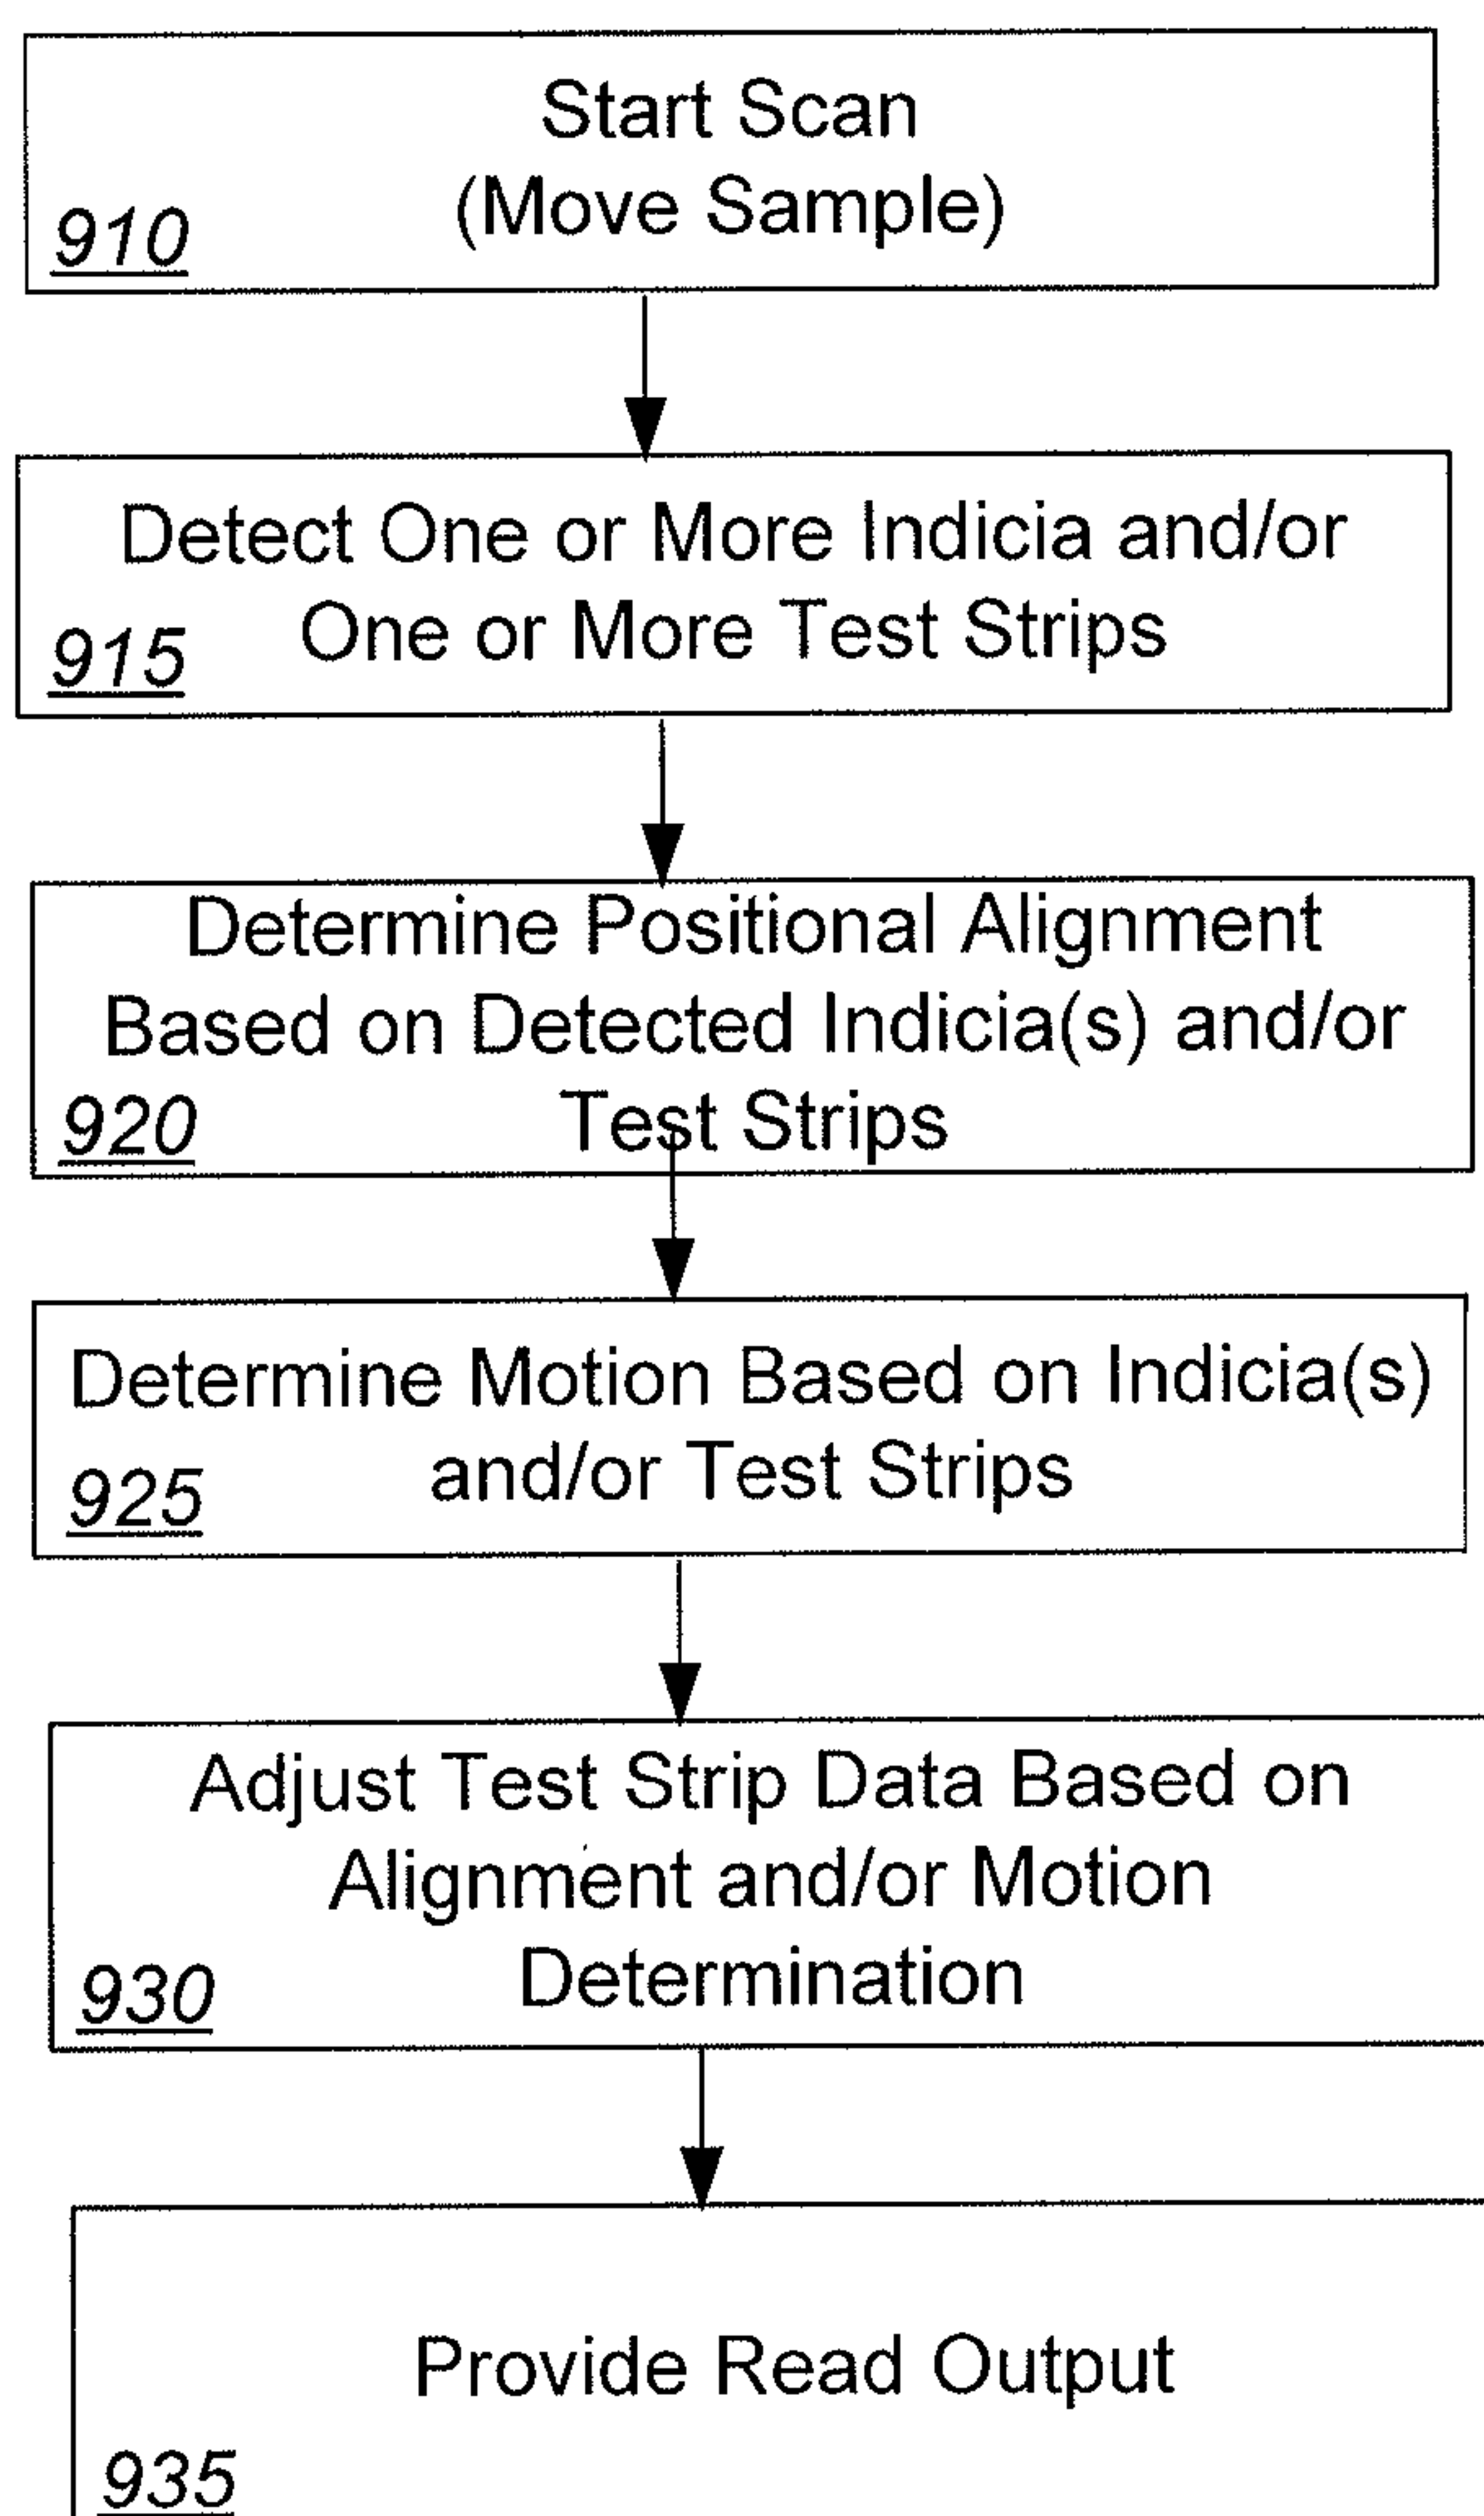 Start Scan
(Move Sample)
910
Detect One or More Indicia and/or
One or More Test Strips
915
Determine Positional Alignment
Based on Detected Indicia(s) and/or
Test Strips
920
Determine Motion Based on Indicia(s)
and/or Test Strips
925
Adjust Test Strip Data Based on
Alignment and/or Motion
Determination
930
Provide Read Output
935